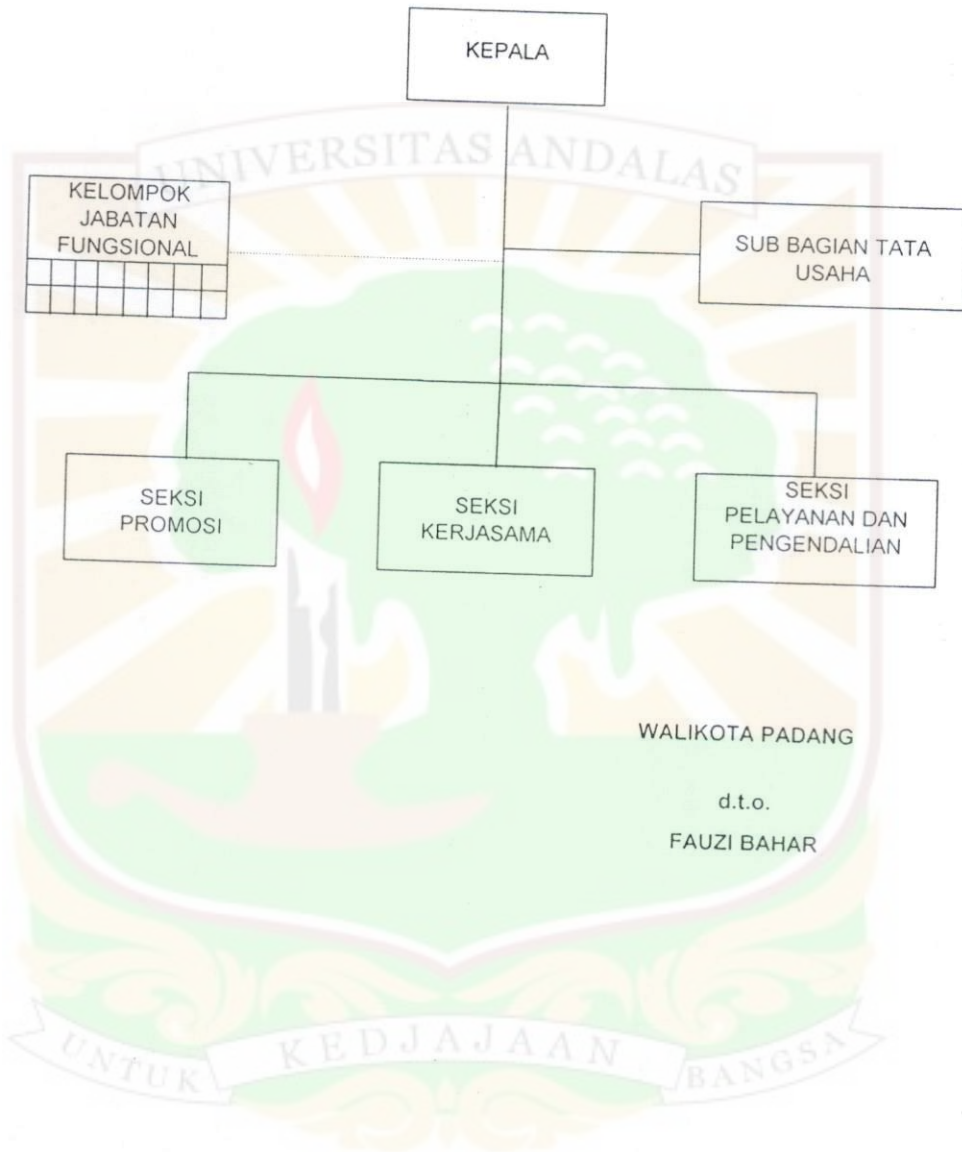 KEPALA
UNIVERSITAS ANDALAS
KELOMPOK
JABATAN
FUNGSIONAL
SUB BAGIAN TATA
USAHA
SEKSI
PROMOSI
SEKSI
KERJASAMA
SEKSI
PELAYANAN DAN
PENGENDALIAN
WALIKOTA PADANG
d.t.o.
FAUZI BAHAR
UNTUK KEDJAJAAN BANGSA